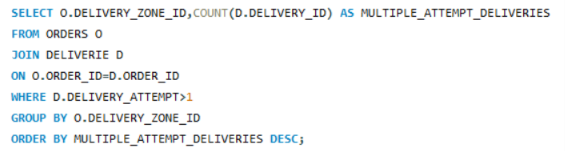 SELECT O.DELIVERY_ZONE_ID,COUNT(D.DELIVERY_ID) AS MULTIPLE_ATTEMPT_DELIVERIES
FROM ORDERS O
JOIN DELIVERIE D
ON O.ORDER_ID=D.ORDER_ID
WHERE D.DELIVERY_ATTEMPT>1
GROUP BY O.DELIVERY_ZONE_ID
ORDER BY MULTIPLE_ATTEMPT_DELIVERIES DESC;